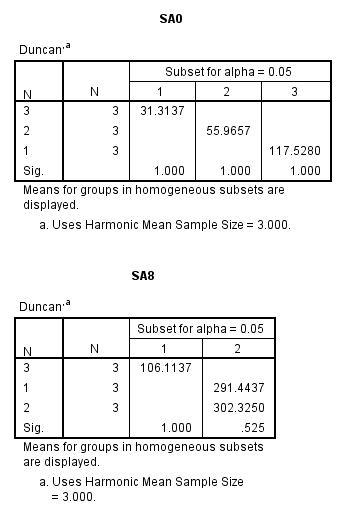 SA0
Duncan.a
Subset for alpha = 0.05
N N 1 2 3
3 3 31.3137
2 3 55.9657
1 3 117.5280
Sig. 1.000 1.000 1.000
Means for groups in homogeneous subsets are
displayed.
a. Uses Harmonic Mean Sample Size = 3.000.
SA8
Duncan.a
Subset for alpha = 0.05
N N 1 2
3 3 106.1137
1 3 291.4437
2 3 302.3250
Sig. 1.000 .525
Means for groups in homogeneous subsets
are displayed.
a. Uses Harmonic Mean Sample Size
= 3.000.